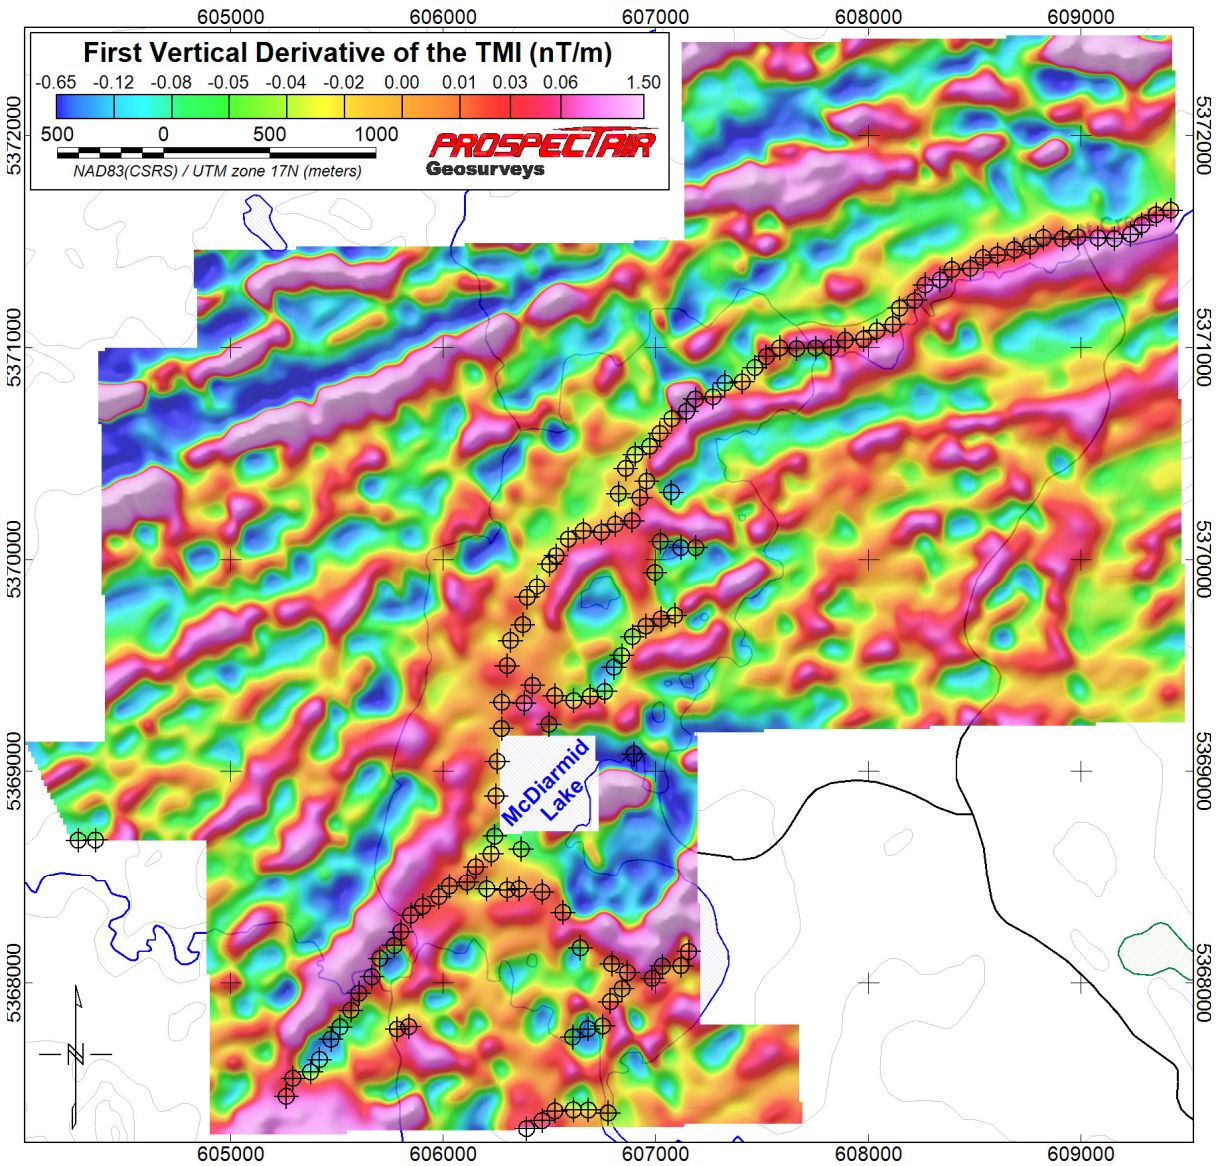 605000 606000 607000 608000 609000
First Vertical Derivative of the TMI (nT/m)
-0.65 -0.12 -0.08 -0.05 -0.04 -0.02 0.00 0.01 0.03 0.06 1.50
500 0 500 1000
NAD83(CSRS) / UTM zone 17N (meters)
PROSPECTAIR
Geosurveys
5372000 5372000
5371000 5371000
5370000 5370000
5369000 5369000
McDiarmid
Lake
5368000 5368000
N
605000 606000 607000 608000 609000